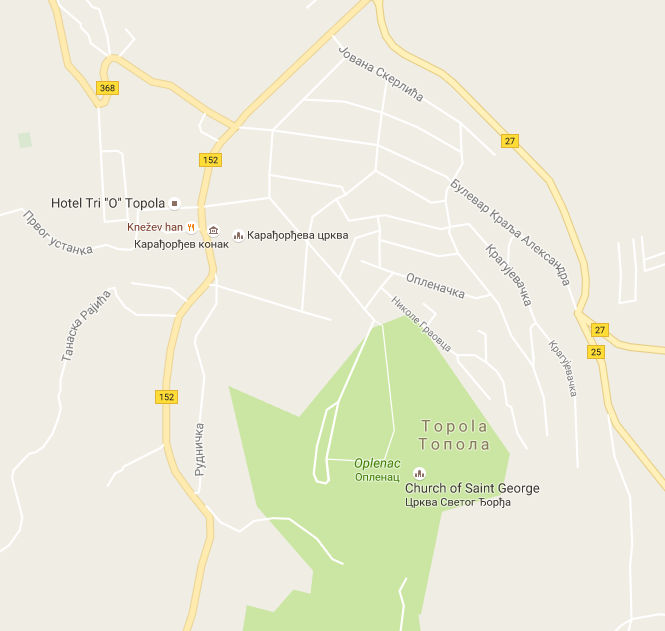 Јована Скерлића
368
27
152
Hotel Tri "O" Topola
Првог устанка
Knežev han
Карађорђев конак
Карађорђева црква
Булевар Краља Александра
Крагујевачка
Опленачка
Николе Граовца
Танаска Рајића
27
25
Крагујевачка
152
Рудничка
Topola
Топола
Oplenac
Опленац
Church of Saint George
Црква Светог Ђорђа